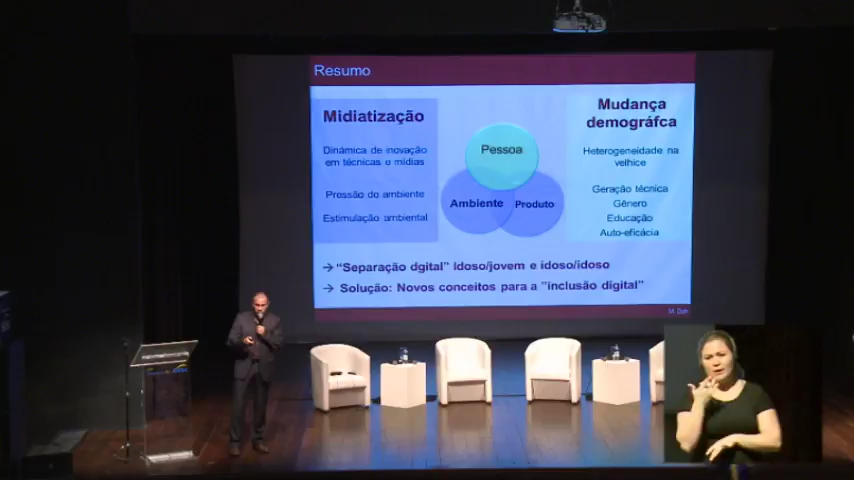 Resumo
Midiatização
Dinâmica de inovação
em técnicas e mídias
Pressão do ambiente
Estimulação ambiental
Pessoa
Ambiente
Produto
Mudança
demográfca
Heterogeneidade na
velhice
Geração técnica
Gênero
Educação
Auto-eficácia
→ "Separação dgital" Idoso/jovem e idoso/idoso
→ Solução: Novos conceitos para a "inclusão digital"